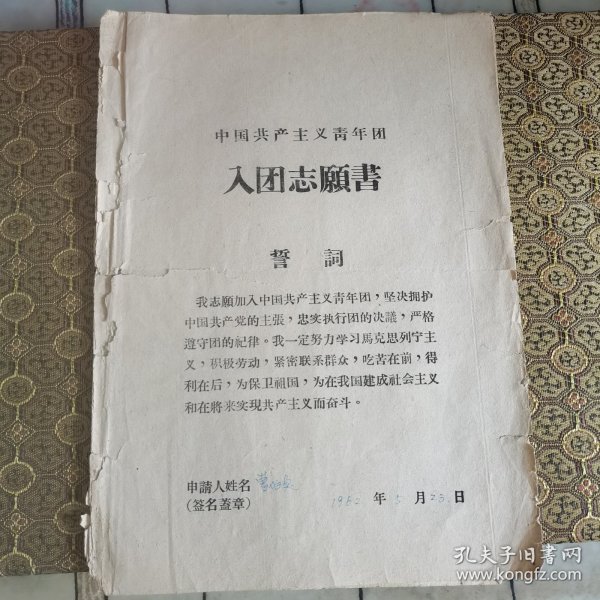 中国共产主义青年团
入团志願書
誓詞
我志願加入中国共产主义青年团，坚决拥护
中国共产党的主張，忠实执行团的决議，严格
遵守团的紀律。我一定努力学习馬克思列宁主
义，积极劳动，紧密联系群众，吃苦在前，得
利在后，为保卫祖国，为在我国建成社会主义
和在將来实現共产主义而奋斗。
申請人姓名
(签名蓋章)
1982 年 5 月 23 日
孔夫子旧書网
www.kongfz.com